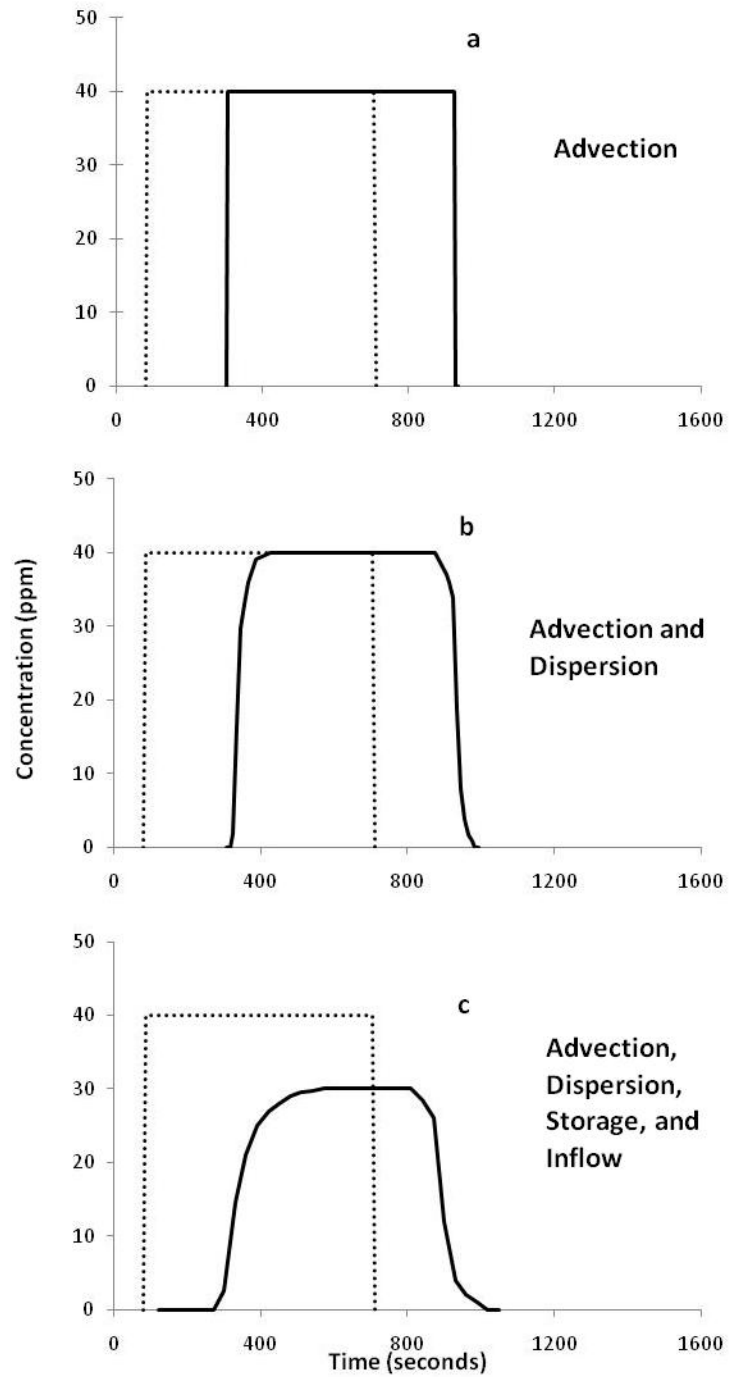 50
a
40
Advection
30
20
10
0
0 400 800 1200 1600
50
b
40
30
Advection and
Dispersion
20
10
0
0 400 800 1200 1600
Concentration (ppm)
50
c
40
Advection,
Dispersion,
Storage, and
Inflow
30
20
10
0
0 400 800 1200 1600
Time (seconds)